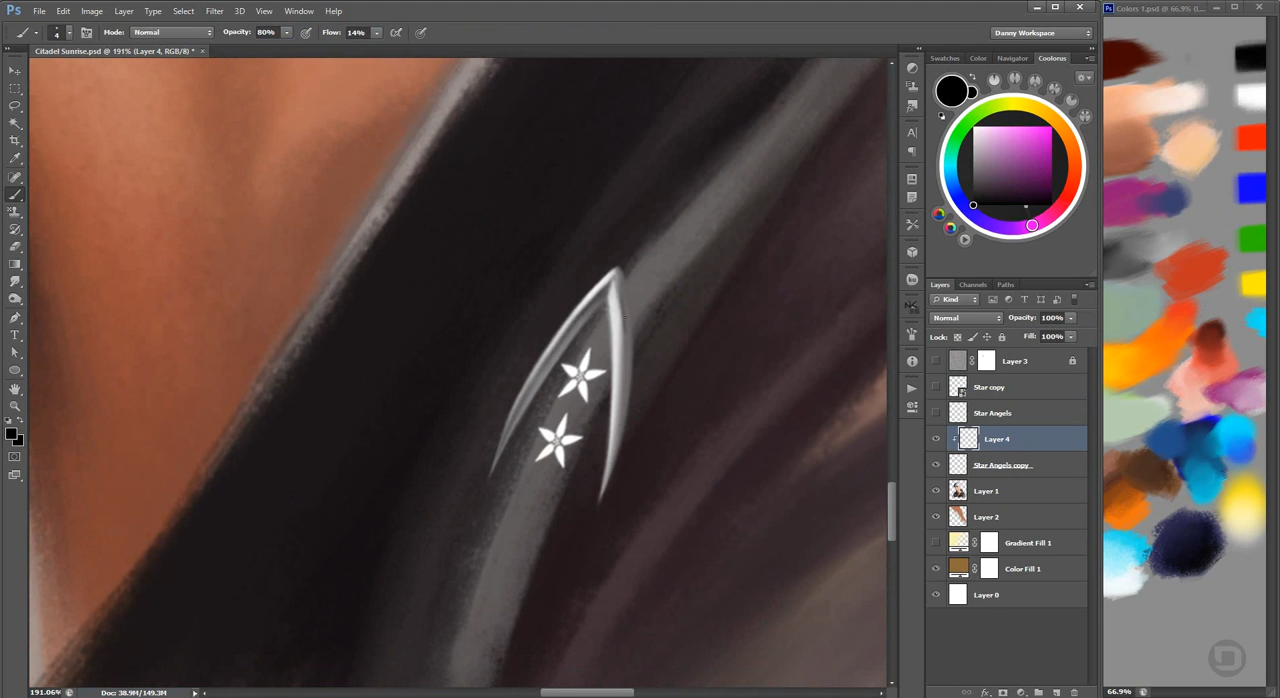 Ps File Edit Image Layer Type Select Filter 3D View Window Help
Ps Colors 1.psd @ 66.9% (L...
4 Mode: Normal Opacity: 80% Flow: 14% Danny Workspace
Citadel Sunrise.psd @ 191% (Layer 4, RGB/8) * ×
Swatches Color Navigator Coolorus
Layers Channels Paths
Kind
Normal Opacity: 100%
Lock: Fill: 100%
Layer 3
Star copy
Star Angels
Layer 4
Star Angels copy
Layer 1
Layer 2
Gradient Fill 1
Color Fill 1
Layer 0
191.06% Doc: 38.9M/149.3M
fx
66.9%